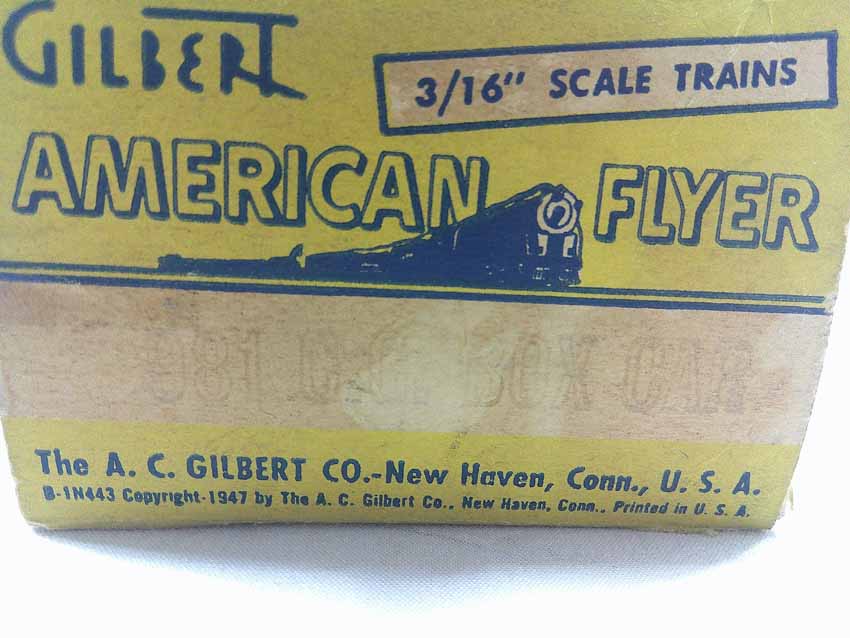 GILBERT
3/16" SCALE TRAINS
AMERICAN FLYER
981 C.G. BOX CAR
The A. C. GILBERT CO.-New Haven, Conn., U. S. A.
B-1N443 Copyright-1947 by The A. C. Gilbert Co., New Haven, Conn., Printed in U. S. A.